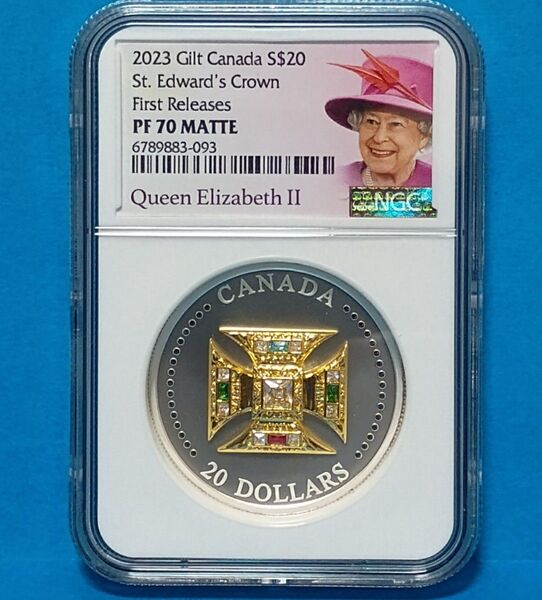 2023 Gilt Canada S$20
St. Edward's Crown
First Releases
PF 70 MATTE
6789883-093
Queen Elizabeth II
NGC
CANADA
20 DOLLARS